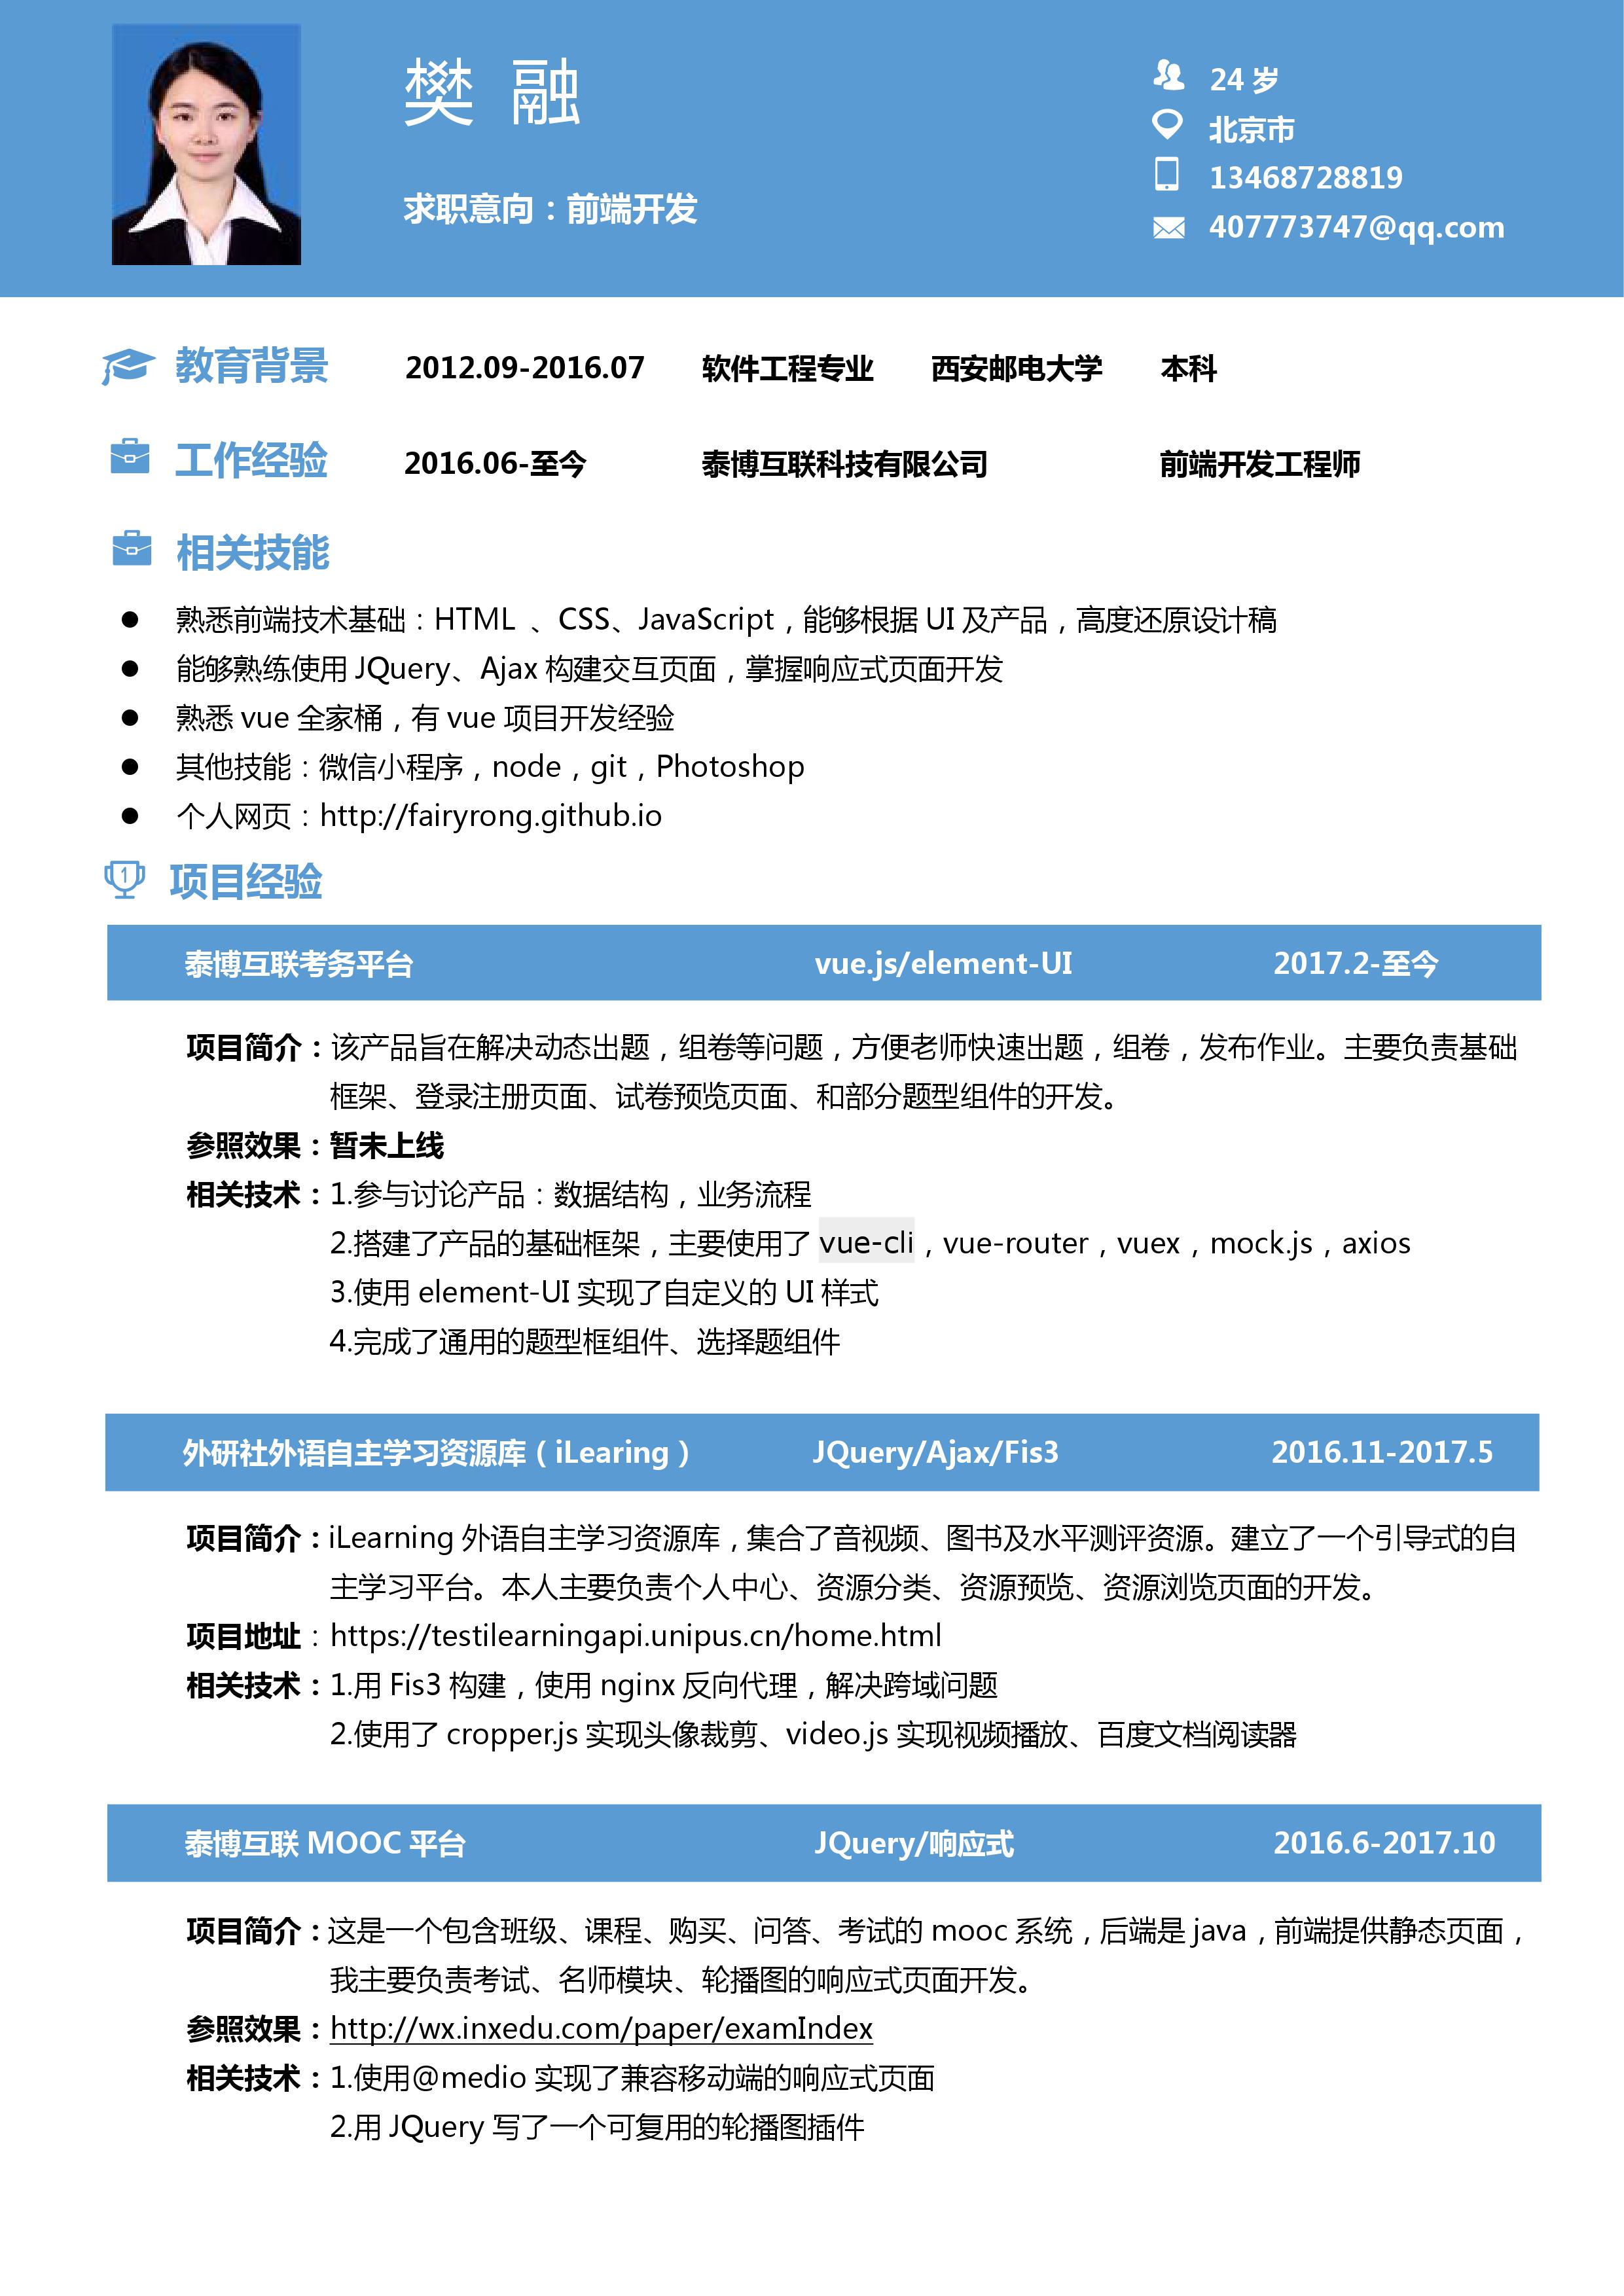 樊 融
求职意向：前端开发
24 岁
北京市
13468728819
407773747@qq.com
教育背景 2012.09-2016.07 软件工程专业 西安邮电大学 本科
工作经验 2016.06-至今 泰博互联科技有限公司 前端开发工程师
相关技能
● 熟悉前端技术基础：HTML 、CSS、JavaScript，能够根据 UI 及产品，高度还原设计稿
● 能够熟练使用 JQuery、Ajax 构建交互页面，掌握响应式页面开发
● 熟悉 vue 全家桶，有 vue 项目开发经验
● 其他技能：微信小程序，node，git，Photoshop
● 个人网页：http://fairyrong.github.io
1 项目经验
泰博互联考务平台 vue.js/element-UI 2017.2-至今
项目简介：该产品旨在解决动态出题，组卷等问题，方便老师快速出题，组卷，发布作业。主要负责基础
框架、登录注册页面、试卷预览页面、和部分题型组件的开发。
参照效果：暂未上线
相关技术：1.参与讨论产品：数据结构，业务流程
2.搭建了产品的基础框架，主要使用了 vue-cli，vue-router，vuex，mock.js，axios
3.使用 element-UI 实现了自定义的 UI 样式
4.完成了通用的题型框组件、选择题组件
外研社外语自主学习资源库（iLearing） JQuery/Ajax/Fis3 2016.11-2017.5
项目简介：iLearning 外语自主学习资源库，集合了音视频、图书及水平测评资源。建立了一个引导式的自
主学习平台。本人主要负责个人中心、资源分类、资源预览、资源浏览页面的开发。
项目地址：https://testilearningapi.unipus.cn/home.html
相关技术：1.用 Fis3 构建，使用 nginx 反向代理，解决跨域问题
2.使用了 cropper.js 实现头像裁剪、video.js 实现视频播放、百度文档阅读器
泰博互联 MOOC 平台 JQuery/响应式 2016.6-2017.10
项目简介：这是一个包含班级、课程、购买、问答、考试的 mooc 系统，后端是 java，前端提供静态页面，
我主要负责考试、名师模块、轮播图的响应式页面开发。
参照效果：http://wx.inxedu.com/paper/examIndex
相关技术：1.使用@medio 实现了兼容移动端的响应式页面
2.用 JQuery 写了一个可复用的轮播图插件